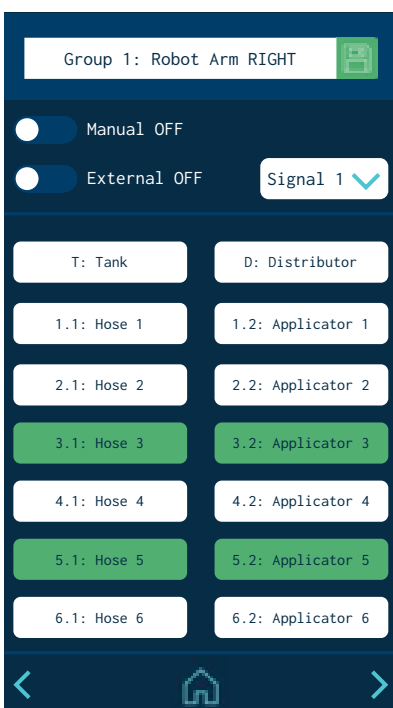 Group 1: Robot Arm RIGHT
Manual OFF
External OFF
Signal 1
T: Tank
D: Distributor
1.1: Hose 1
1.2: Applicator 1
2.1: Hose 2
2.2: Applicator 2
3.1: Hose 3
3.2: Applicator 3
4.1: Hose 4
4.2: Applicator 4
5.1: Hose 5
5.2: Applicator 5
6.1: Hose 6
6.2: Applicator 6